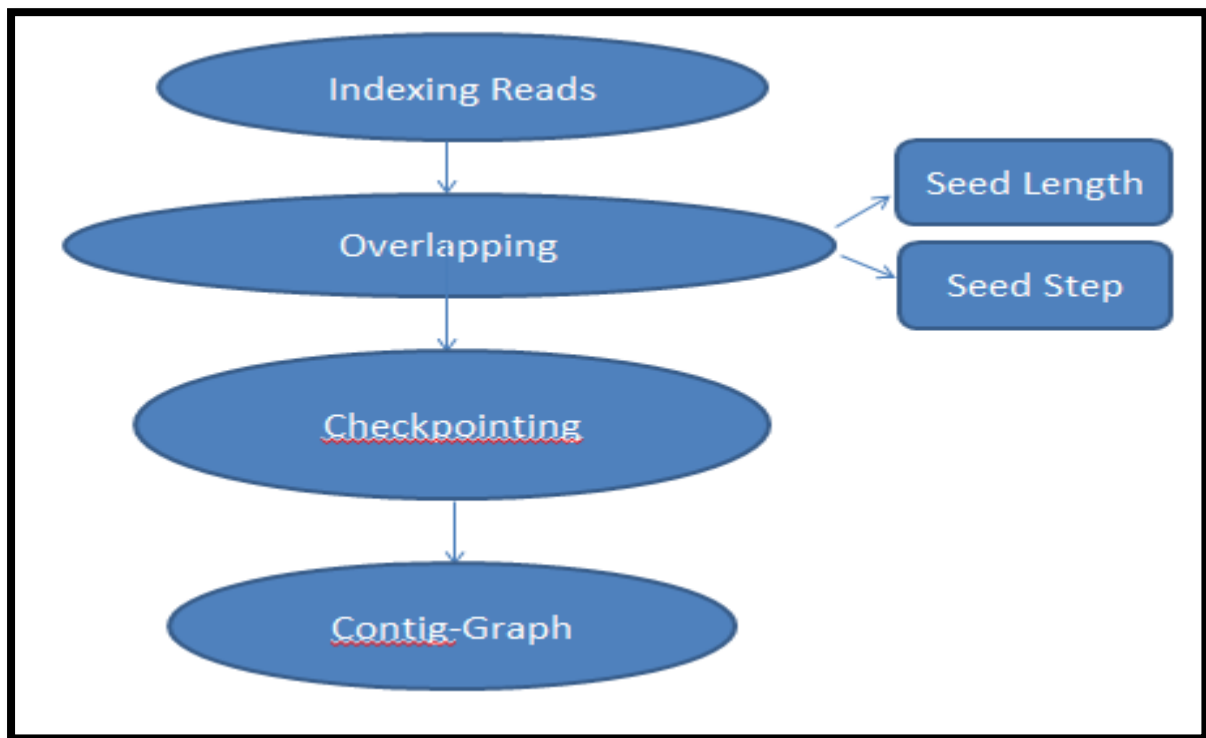 Indexing Reads
Overlapping
Seed Length
Seed Step
Checkpointing
Contig-Graph